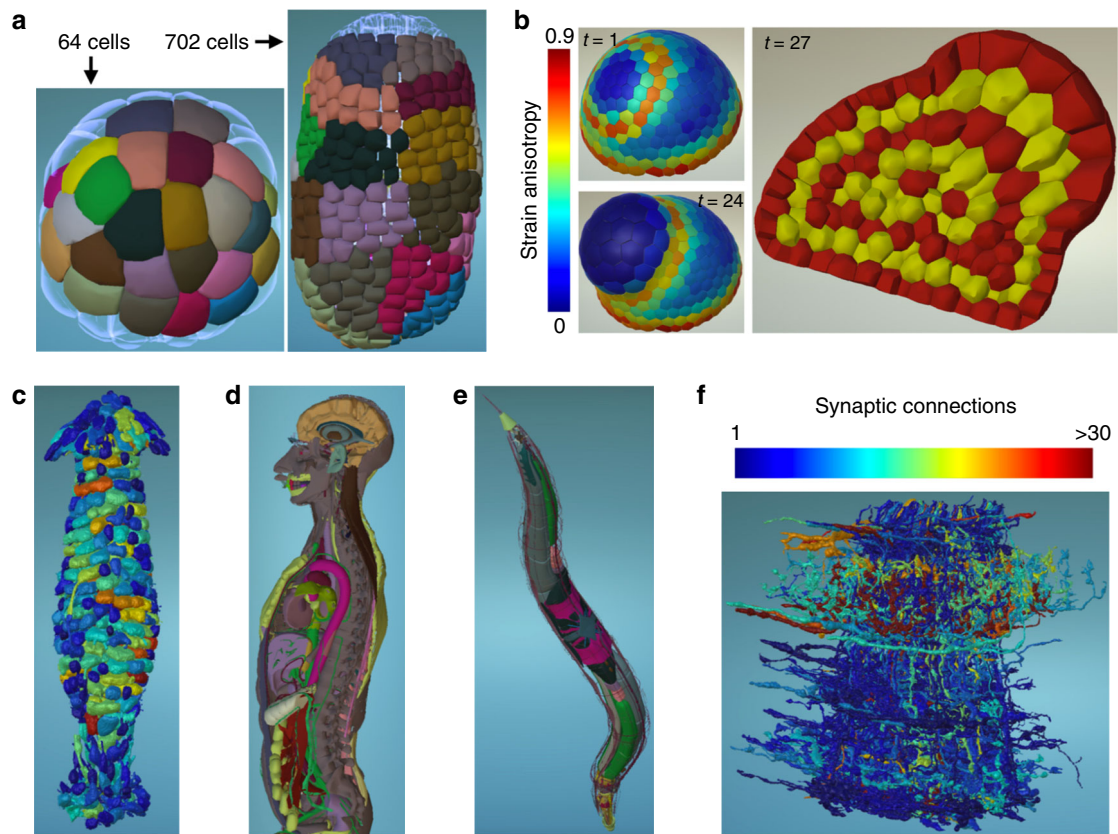 a
64 cells
702 cells
b
0.9
Strain anisotropy
0
t = 1
t = 24
t = 27
c
d
e
f
Synaptic connections
1
>30